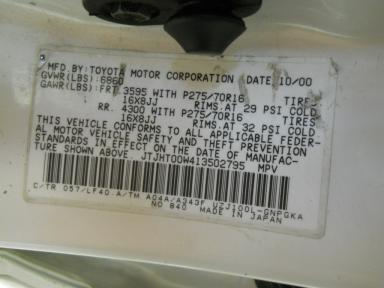 MFD.BY:TOYOTA MOTOR CORPORATION DATE:10/00
GVWR(LBS):6860
GAWR(LBS):FRT 3595 WITH P275/70R16 TIRES
16X8JJ RIMS.AT 29 PSI COLD
RR. 4300 WITH P275/70R16 TIRES
16X8JJ RIMS.AT 32 PSI COLD
THIS VEHICLE CONFORMS TO ALL APPLICABLE FEDER-
AL MOTOR VEHICLE SAFETY AND THEFT PREVENTION
STANDARDS IN EFFECT ON THE DATE OF MANUFAC-
TURE SHOWN ABOVE. JTJHT00W413502795 MPV
C/TR 057/LF40 A/TM A04A/A343F UZJ100L-GNPGKA
NO 840 MADE IN JAPAN